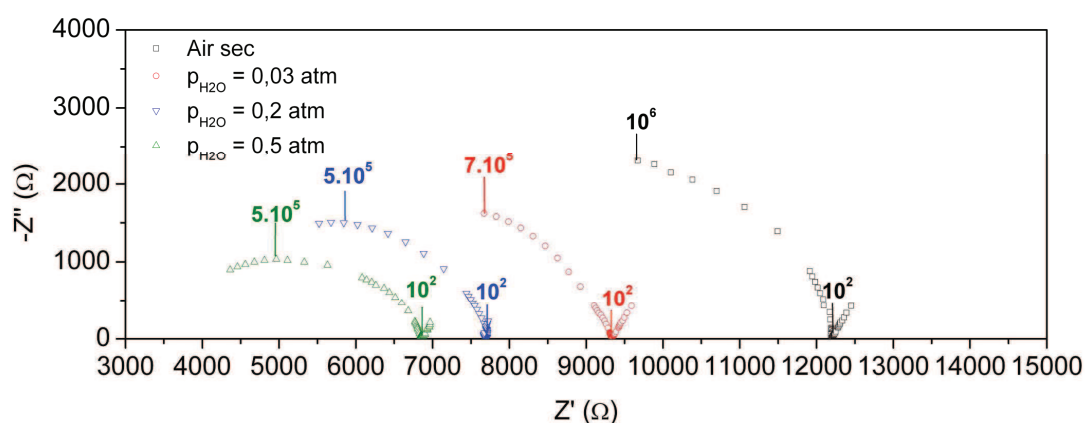 4000
3000
2000
1000
0
-Z'' (Ω)
Air sec
p_H2O = 0,03 atm
p_H2O = 0,2 atm
p_H2O = 0.5 atm
10^6
5.10^5
7.10^5
5.10^5
10^2
10^2
10^2
10^2
3000 4000 5000 6000 7000 8000 9000 10000 11000 12000 13000 14000 15000
Z' (Ω)